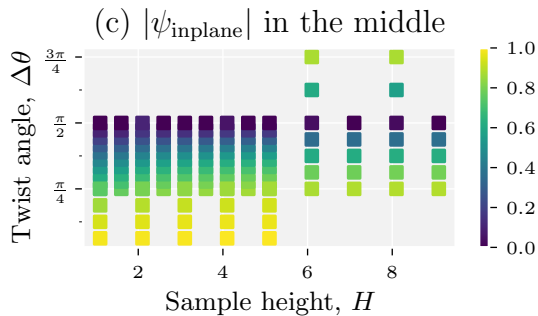 (c) |ψ_inplane| in the middle
Twist angle, Δθ
3π/4
π/2
π/4
2 4 6 8
Sample height, H
1.0
0.8
0.6
0.4
0.2
0.0